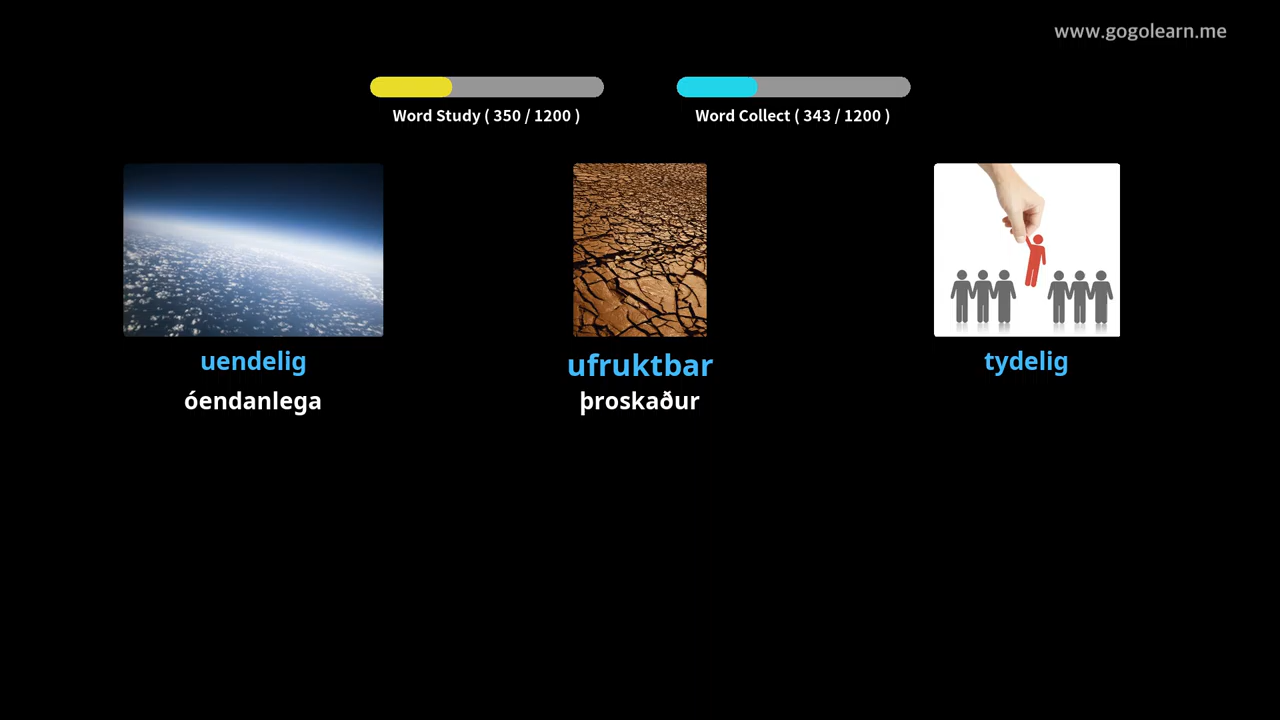 www.gogolearn.me
Word Study ( 350 / 1200 )
Word Collect ( 343 / 1200 )
uendelig
ufruktbar
tydelig
óendanlega
þroskaður